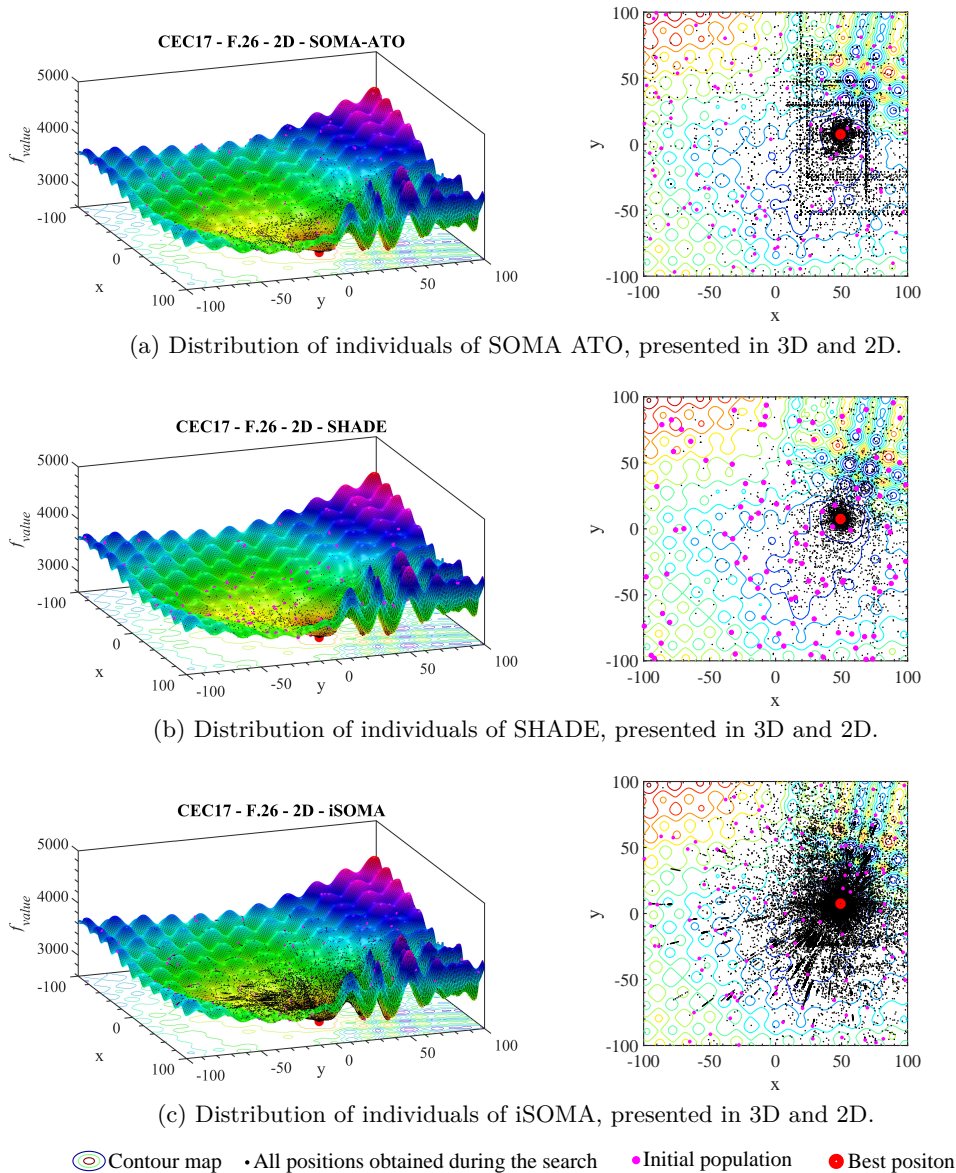 CEC17 - F.26 - 2D - SOMA-ATO
5000
4000
3000
f_value
-100
0
100
x
-100
-50
0
50
100
y
100
50
0
-50
-100
y
-100
-50
0
50
100
x
(a) Distribution of individuals of SOMA ATO, presented in 3D and 2D.
CEC17 - F.26 - 2D - SHADE
5000
4000
3000
f_value
-100
0
100
x
-100
-50
0
50
100
y
100
50
0
-50
-100
y
-100
-50
0
50
100
x
(b) Distribution of individuals of SHADE, presented in 3D and 2D.
CEC17 - F.26 - 2D - iSOMA
5000
4000
3000
f_value
-100
0
100
x
-100
-50
0
50
100
y
100
50
0
-50
-100
y
-100
-50
0
50
100
x
(c) Distribution of individuals of iSOMA, presented in 3D and 2D.
Contour map • All positions obtained during the search • Initial population • Best positon